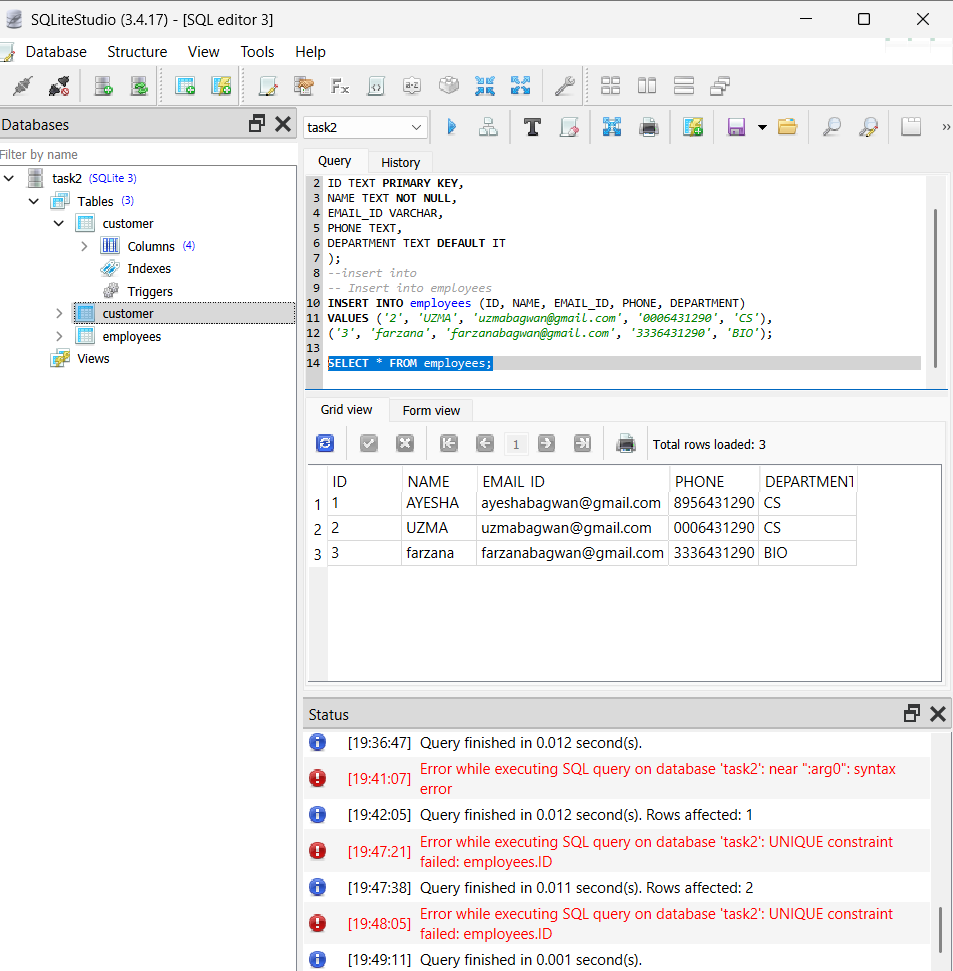 SQLiteStudio (3.4.17) - [SQL editor 3]
Database Structure View Tools Help
Databases
Filter by name
task2 (SQLite 3)
Tables (3)
customer
Columns (4)
Indexes
Triggers
customer
employees
Views
task2
Query History
2 ID TEXT PRIMARY KEY,
3 NAME TEXT NOT NULL,
4 EMAIL_ID VARCHAR,
5 PHONE TEXT,
6 DEPARTMENT TEXT DEFAULT IT
7 );
8 --insert into
9 -- Insert into employees
10 INSERT INTO employees (ID, NAME, EMAIL_ID, PHONE, DEPARTMENT)
11 VALUES ('2', 'UZMA', 'uzmabagwan@gmail.com', '0006431290', 'CS'),
12 ('3', 'farzana', 'farzanabagwan@gmail.com', '3336431290', 'BIO');
13
14 SELECT * FROM employees;
Grid view Form view
1 Total rows loaded: 3
ID NAME EMAIL_ID PHONE DEPARTMENT
1 1 AYESHA ayeshabagwan@gmail.com 8956431290 CS
2 2 UZMA uzmabagwan@gmail.com 0006431290 CS
3 3 farzana farzanabagwan@gmail.com 3336431290 BIO
Status
[19:36:47] Query finished in 0.012 second(s).
[19:41:07] Error while executing SQL query on database 'task2': near ":arg0": syntax
error
[19:42:05] Query finished in 0.012 second(s). Rows affected: 1
[19:47:21] Error while executing SQL query on database 'task2': UNIQUE constraint
failed: employees.ID
[19:47:38] Query finished in 0.011 second(s). Rows affected: 2
[19:48:05] Error while executing SQL query on database 'task2': UNIQUE constraint
failed: employees.ID
[19:49:11] Query finished in 0.001 second(s).